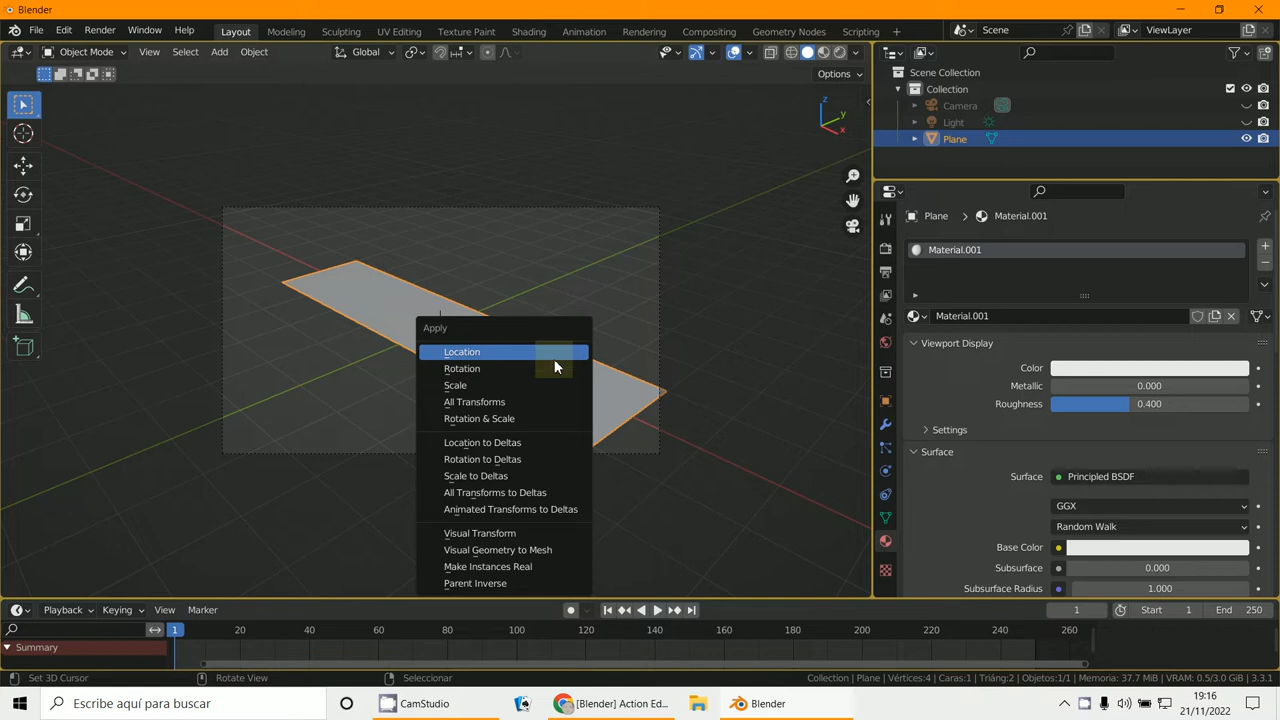 Blender
File Edit Render Window Help Layout Modeling Sculpting UV Editing Texture Paint Shading Animation Rendering Compositing Geometry Nodes Scripting + Scene ViewLayer
Object Mode View Select Add Object Global
Options
z
y
x
Scene Collection
Collection
Camera
Light
Plane
Plane > Material.001
Material.001
Material.001
Viewport Display
Color
Metallic 0.000
Roughness 0.400
Settings
Surface
Surface Principled BSDF
GGX
Random Walk
Base Color
Subsurface 0.000
Subsurface Radius 1.000
Apply
Location
Rotation
Scale
All Transforms
Rotation & Scale
Location to Deltas
Rotation to Deltas
Scale to Deltas
All Transforms to Deltas
Animated Transforms to Deltas
Visual Transform
Visual Geometry to Mesh
Make Instances Real
Parent Inverse
Playback Keying View Marker 1 Start 1 End 250
1 20 40 60 80 100 120 140 160 180 200 220 240 260
Summary
Set 3D Cursor Rotate View Seleccionar Collection | Plane | Vértices:4 | Caras:1 | Triáng:2 | Objetos:1/1 | Memoria: 37.7 MiB | VRAM: 0.5/3.0 GiB | 3.3.1
Escribe aquí para buscar CamStudio [Blender] Action Ed... Blender
19:16
21/11/2022